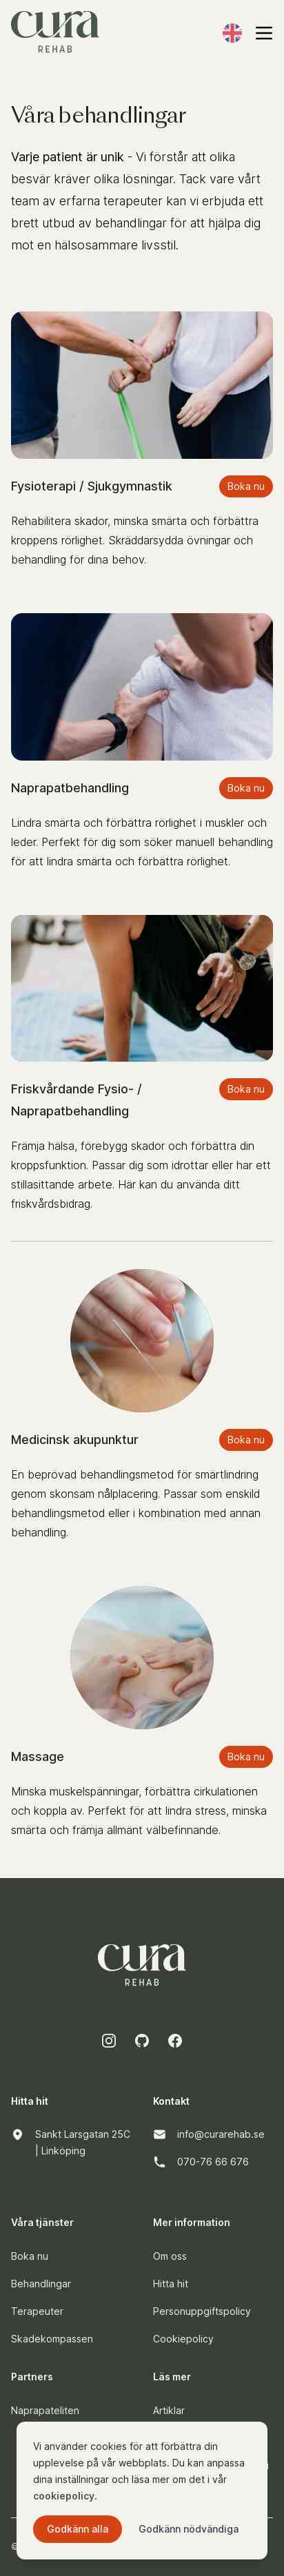 cura
REHAB
Våra behandlingar
Varje patient är unik - Vi förstår att olika
besvär kräver olika lösningar. Tack vare vårt
team av erfarna terapeuter kan vi erbjuda ett
brett utbud av behandlingar för att hjälpa dig
mot en hälsosammare livsstil.
Fysioterapi / Sjukgymnastik
Boka nu
Rehabilitera skador, minska smärta och förbättra
kroppens rörlighet. Skräddarsydda övningar och
behandling för dina behov.
Naprapatbehandling
Boka nu
Lindra smärta och förbättra rörlighet i muskler och
leder. Perfekt för dig som söker manuell behandling
för att lindra smärta och förbättra rörlighet.
Friskvårdande Fysio- /
Naprapatbehandling
Boka nu
Främja hälsa, förebygg skador och förbättra din
kroppsfunktion. Passar dig som idrottar eller har ett
stillasittande arbete. Här kan du använda ditt
friskvårdsbidrag.
Medicinsk akupunktur
Boka nu
En beprövad behandlingsmetod för smärtlindring
genom skonsam nålplacering. Passar som enskild
behandlingsmetod eller i kombination med annan
behandling.
Massage
Boka nu
Minska muskelspänningar, förbättra cirkulationen
och koppla av. Perfekt för att lindra stress, minska
smärta och främja allmänt välbefinnande.
cura
REHAB
Hitta hit
Sankt Larsgatan 25C
| Linköping
Kontakt
info@curarehab.se
070-76 66 676
Våra tjänster
Boka nu
Behandlingar
Terapeuter
Skadekompassen
Mer information
Om oss
Hitta hit
Personuppgiftspolicy
Cookiepolicy
Partners
Naprapateliten
Läs mer
Artiklar
Vi använder cookies för att förbättra din
upplevelse på vår webbplats. Du kan anpassa
dina inställningar och läsa mer om det i vår
cookiepolicy.
Godkänn alla
Godkänn nödvändiga